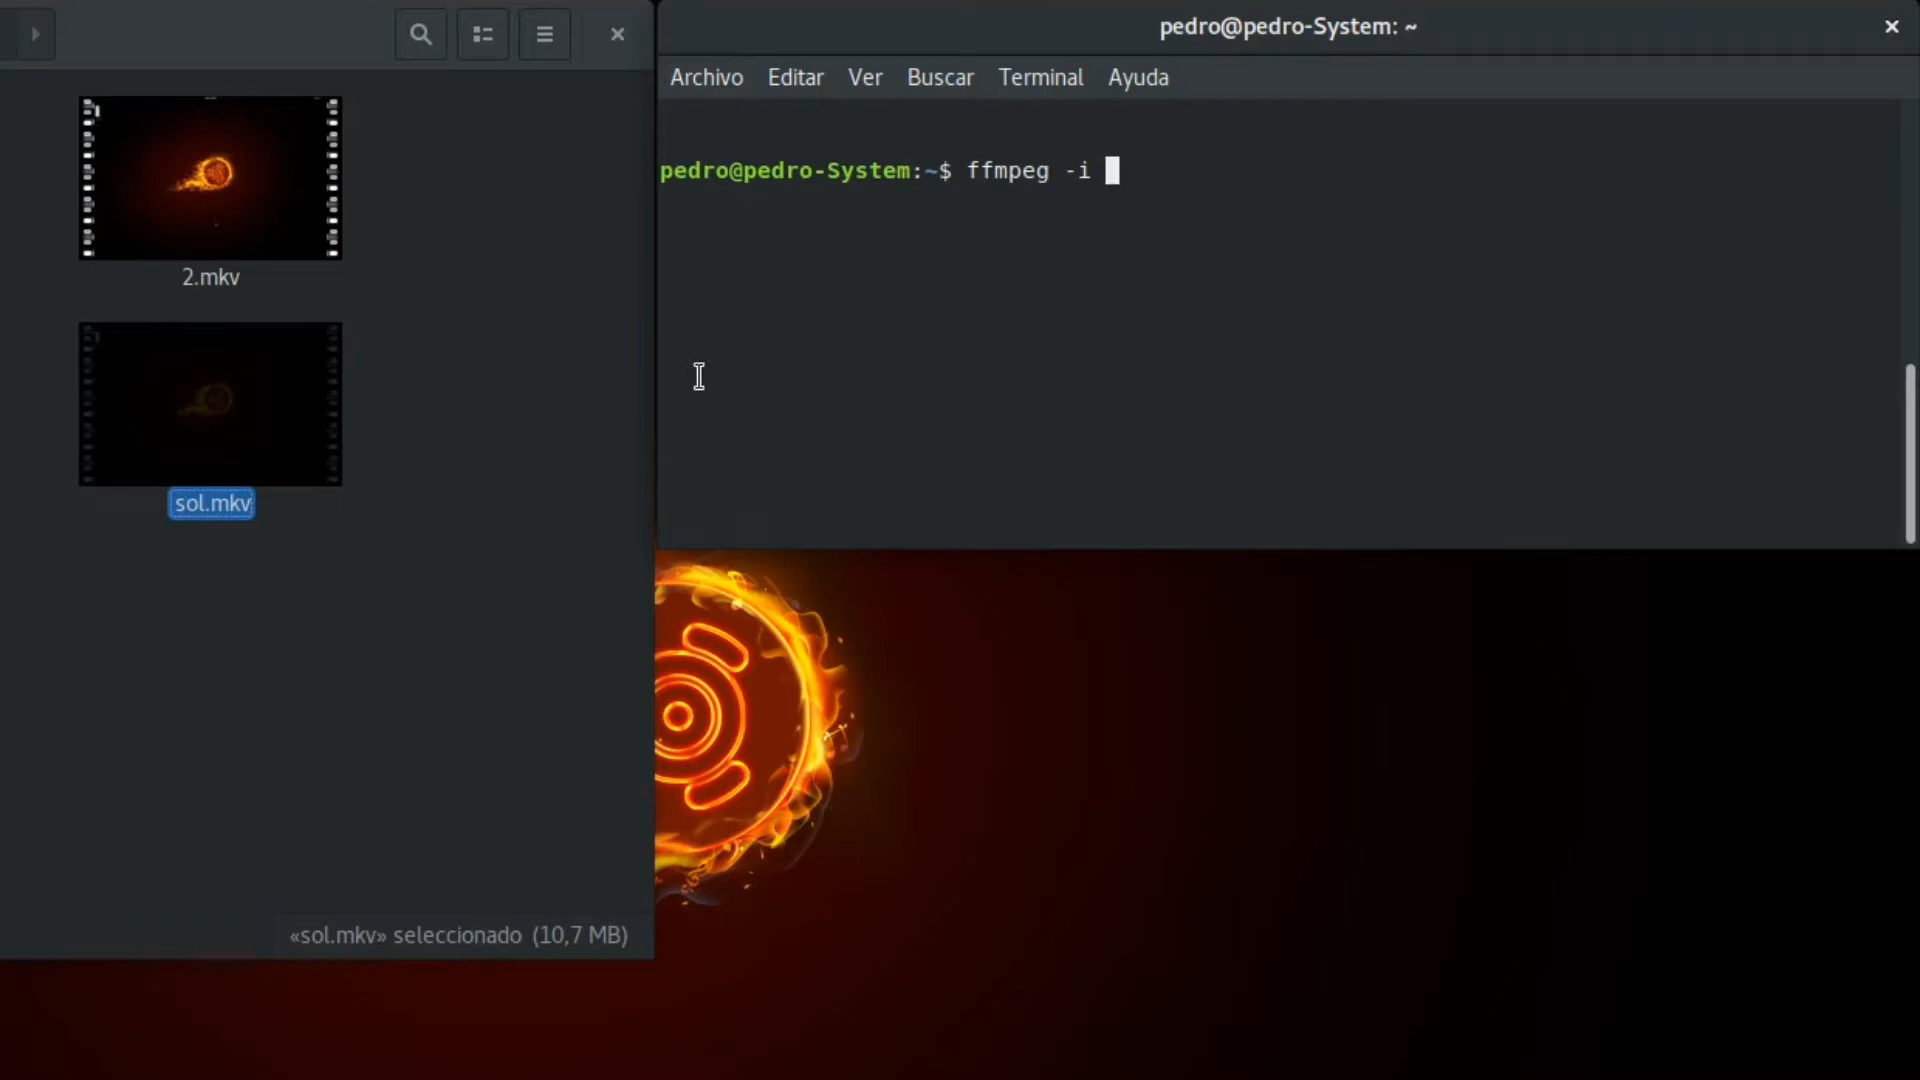 2.mkv
sol.mkv
«sol.mkv» seleccionado (10,7 MB)
pedro@pedro-System: ~
Archivo Editar Ver Buscar Terminal Ayuda
pedro@pedro-System:~$ ffmpeg -i